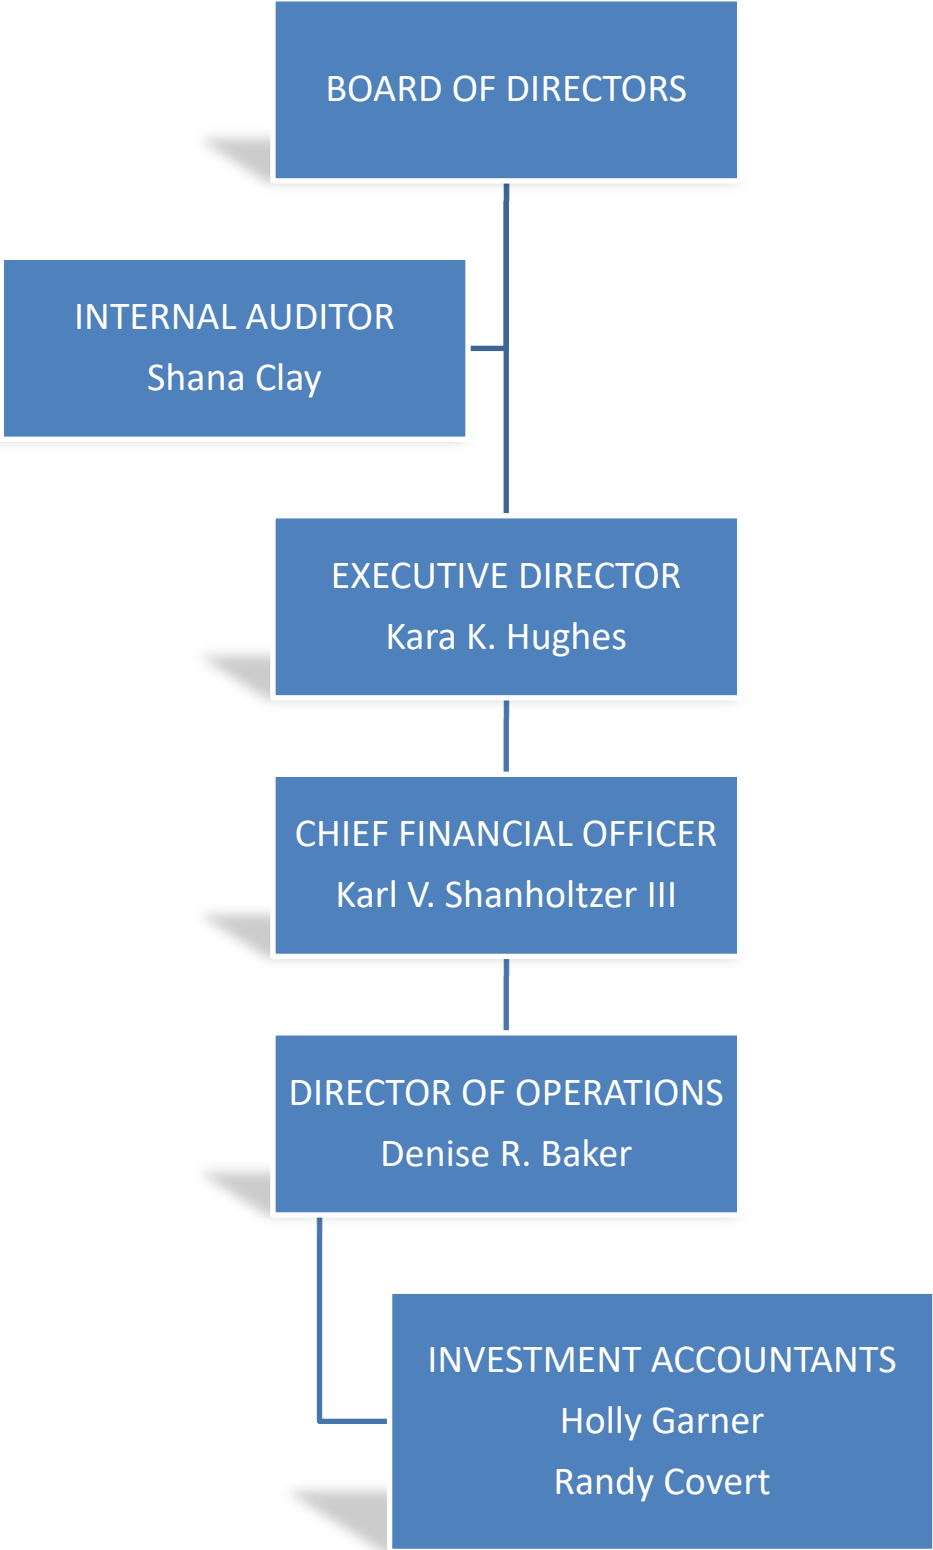 BOARD OF DIRECTORS
INTERNAL AUDITOR
Shana Clay
EXECUTIVE DIRECTOR
Kara K. Hughes
CHIEF FINANCIAL OFFICER
Karl V. Shanholtzer III
DIRECTOR OF OPERATIONS
Denise R. Baker
INVESTMENT ACCOUNTANTS
Holly Garner
Randy Covert